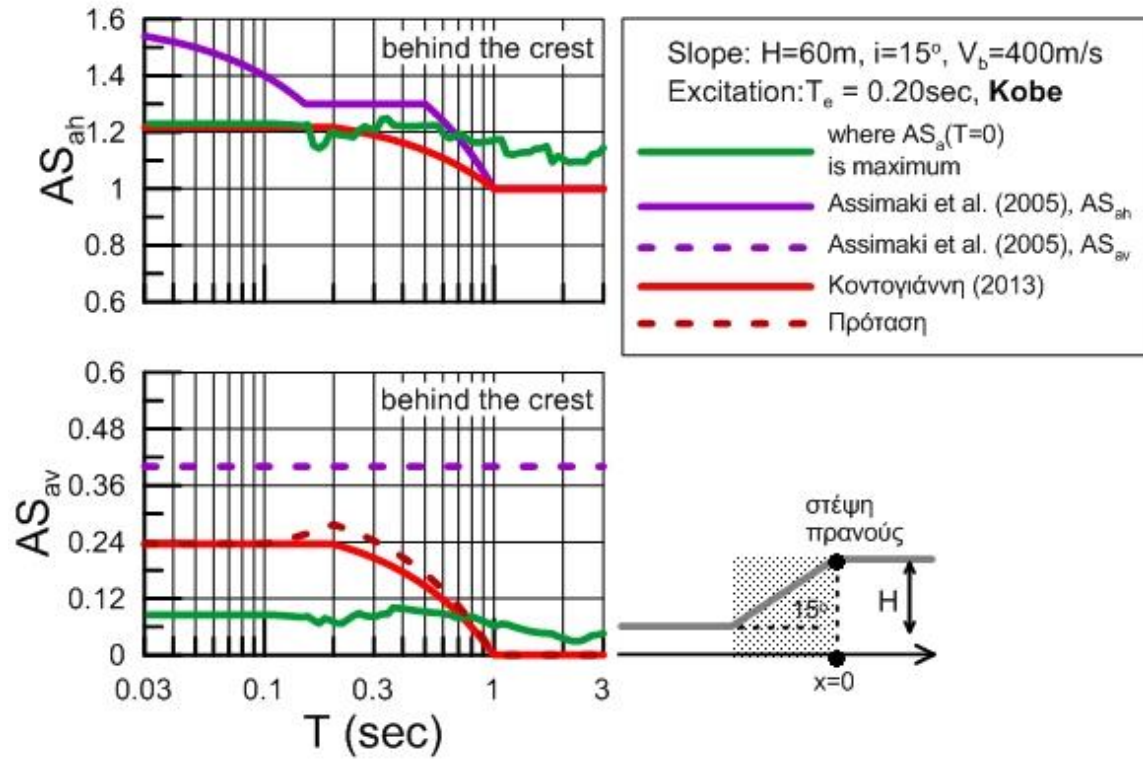 1.6
1.4
1.2
1
0.8
0.6
AS_ah
behind the crest
Slope: H=60m, i=15°, V_b=400m/s
Excitation:T_e = 0.20sec, Kobe
where AS_a(T=0)
is maximum
Assimaki et al. (2005), AS_ah
Assimaki et al. (2005), AS_av
Κοντογιάννη (2013)
Πρόταση
0.6
0.48
0.36
0.24
0.12
0
AS_av
behind the crest
0.03
0.1
0.3
1
3
T (sec)
στέψη
πρανούς
15°
H
x=0